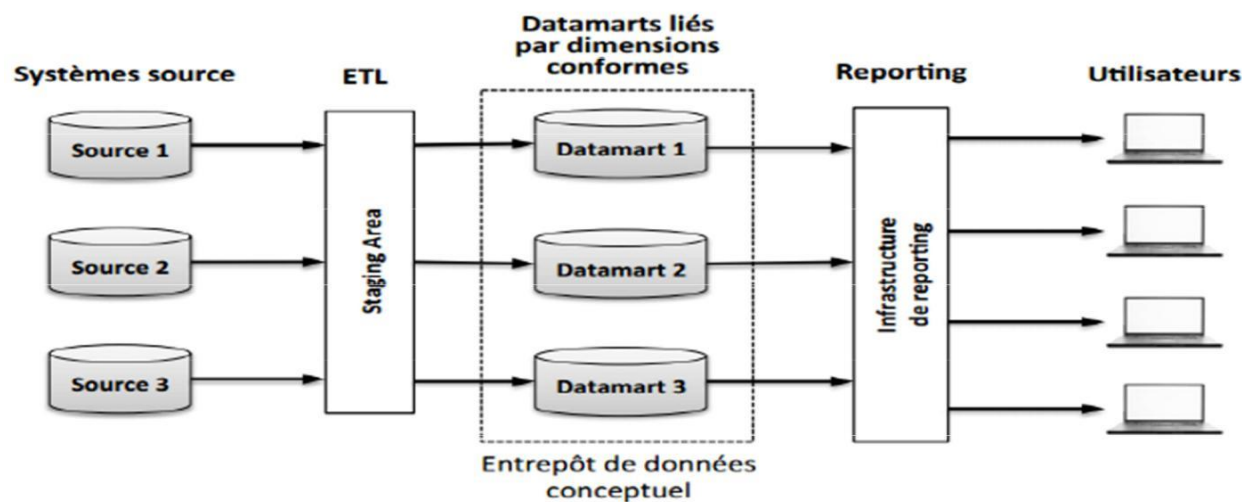 Datamarts liés
par dimensions
conformes
Systèmes source
ETL
Reporting
Utilisateurs
Source 1
Source 2
Source 3
Staging Area
Datamart 1
Datamart 2
Datamart 3
Infrastructure
de reporting
Entrepôt de données
conceptuel